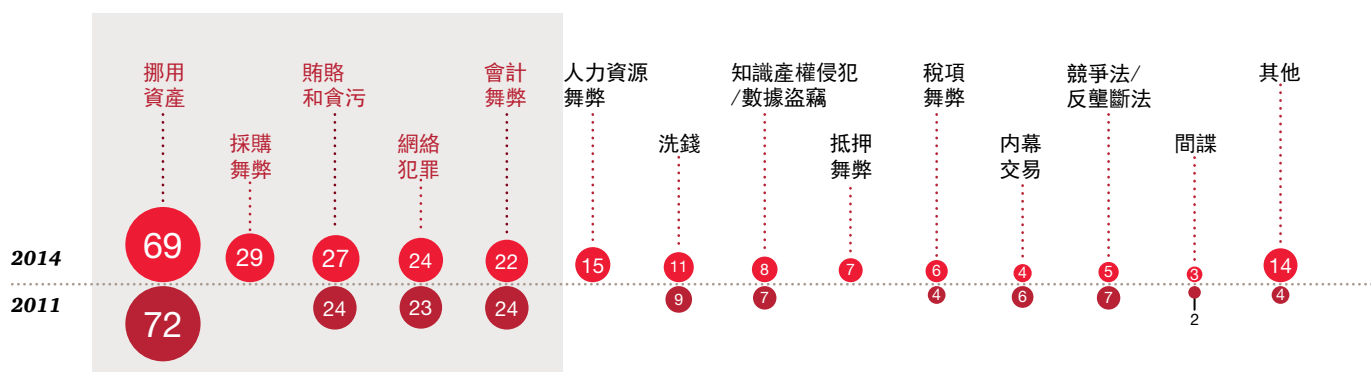 挪用
資產
採購
舞弊
賄賂
和貪污
網絡
犯罪
會計
舞弊
人力資源
舞弊
洗錢
知識產權侵犯
/數據盜竊
抵押
舞弊
稅項
舞弊
內幕
交易
競爭法/
反壟斷法
間諜
其他
2014
69
29
27
24
22
15
11
8
7
6
4
5
3
14
2011
72
24
23
24
9
7
4
6
7
2
4